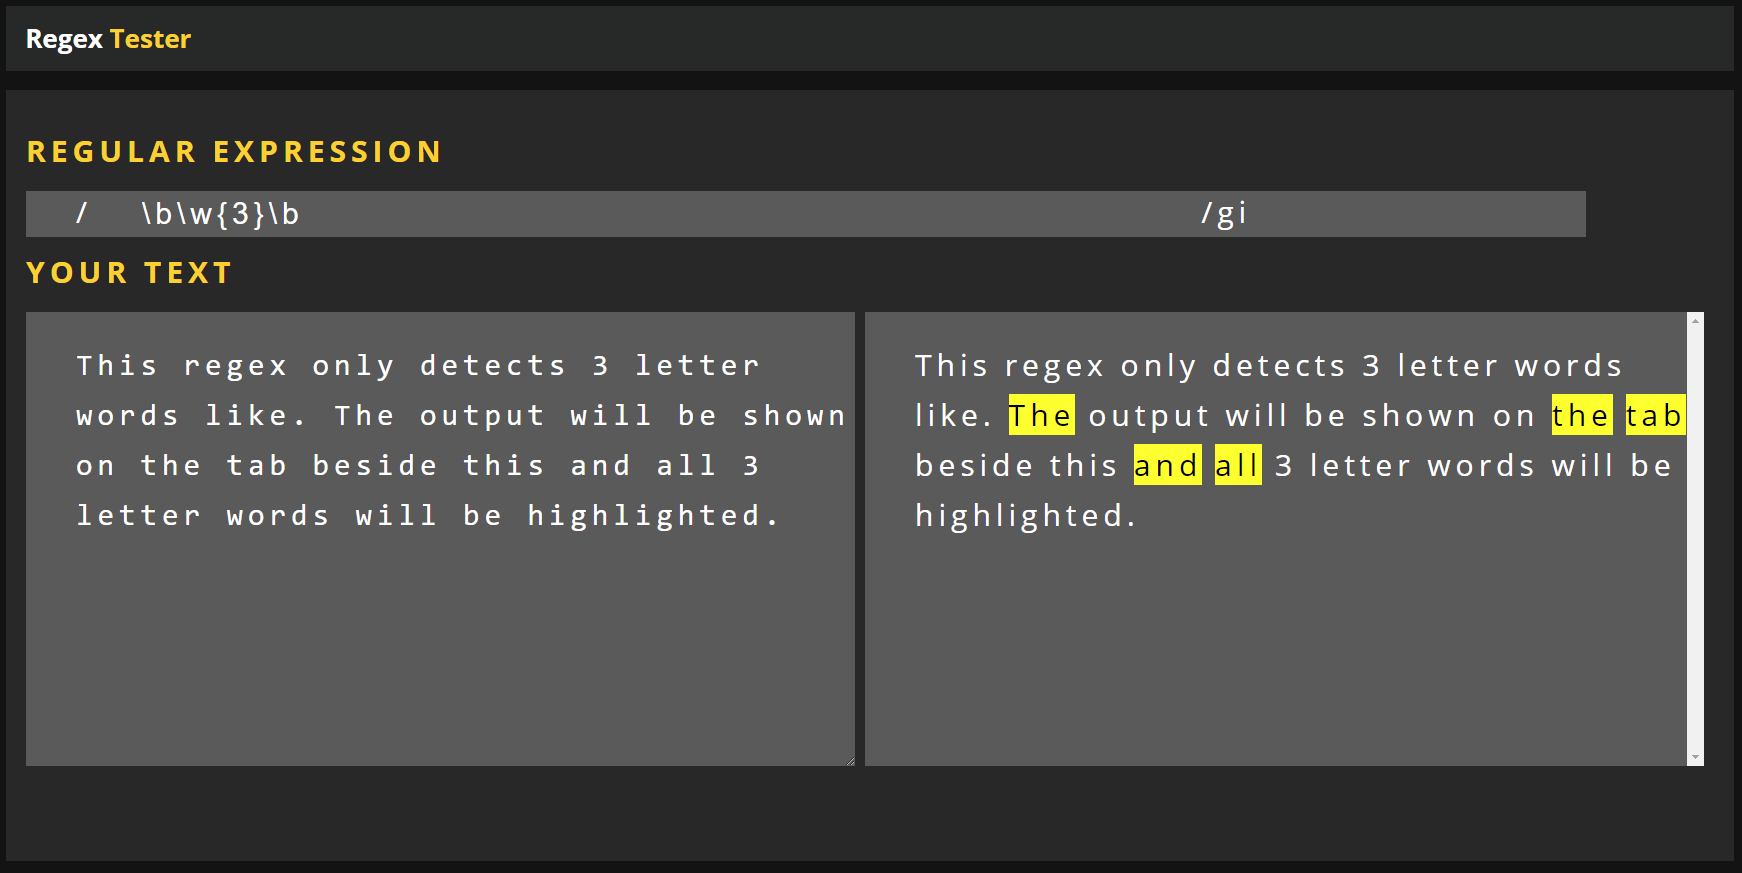 Regex Tester
REGULAR EXPRESSION
/ \b\w{3}\b /gi
YOUR TEXT
This regex only detects 3 letter
words like. The output will be shown
on the tab beside this and all 3
letter words will be highlighted.
This regex only detects 3 letter words
like. The output will be shown on the tab
beside this and all 3 letter words will be
highlighted.